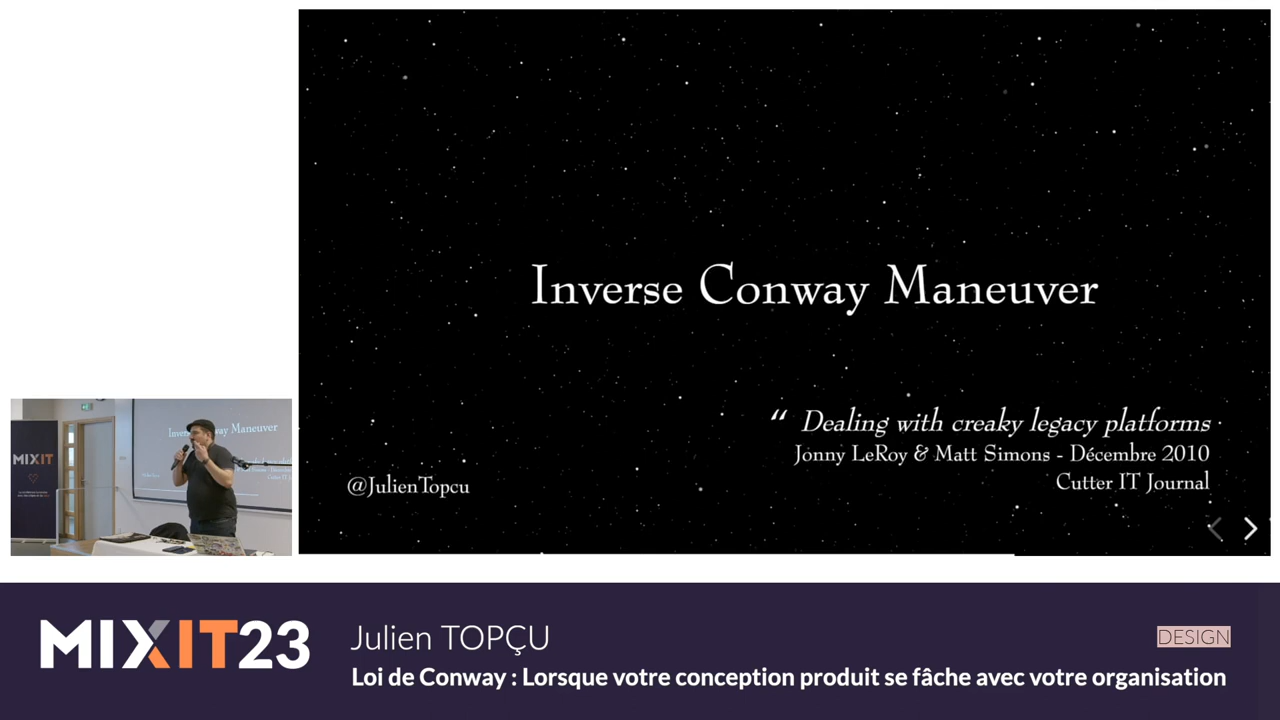 Inverse Conway Maneuver
“ Dealing with creaky legacy platforms
Jonny LeRoy & Matt Simons - Décembre 2010
Cutter IT Journal
@JulienTopcu
MIXIT
MIXIT23
Julien TOPÇU
DESIGN
Loi de Conway : Lorsque votre conception produit se fâche avec votre organisation